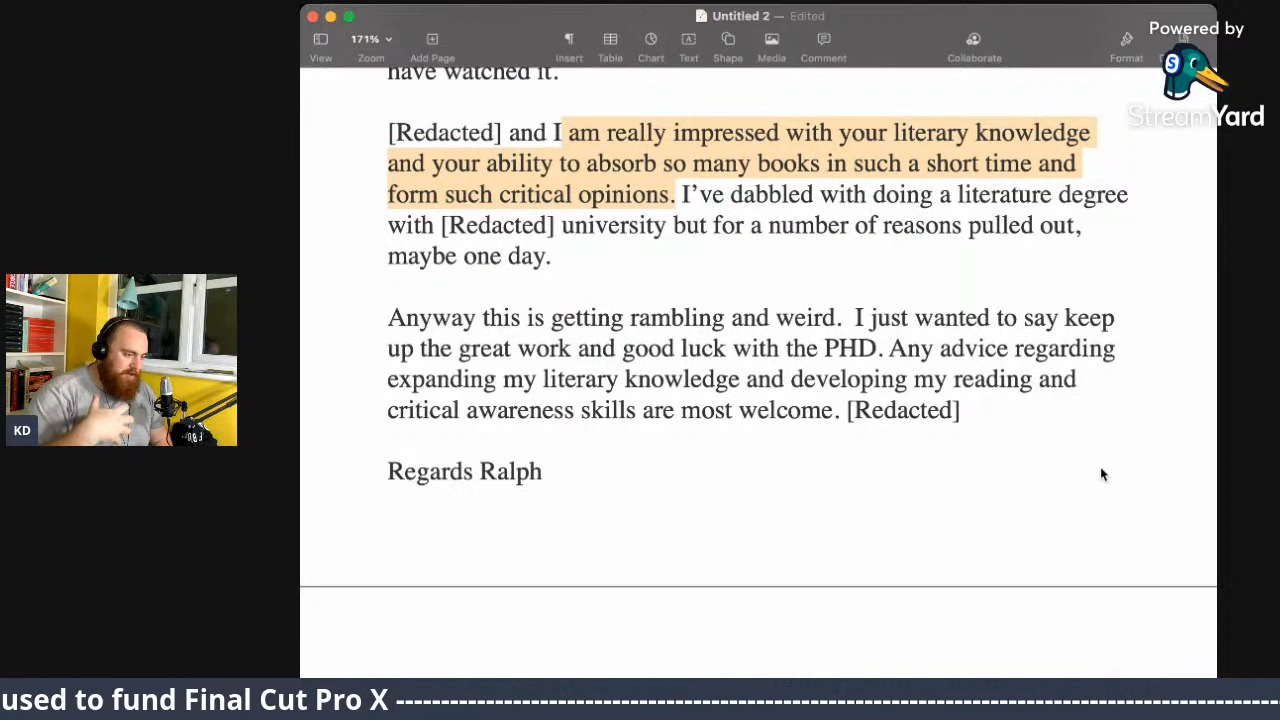 Untitled 2 — Edited
Powered by
171%
View
Zoom
Add Page
Insert
Table
Chart
Text
Shape
Media
Comment
Collaborate
Format
StreamYard
have watched it.
[Redacted] and I am really impressed with your literary knowledge
and your ability to absorb so many books in such a short time and
form such critical opinions. I’ve dabbled with doing a literature degree
with [Redacted] university but for a number of reasons pulled out,
maybe one day.
Anyway this is getting rambling and weird.  I just wanted to say keep
up the great work and good luck with the PHD. Any advice regarding
expanding my literary knowledge and developing my reading and
critical awareness skills are most welcome. [Redacted]
Regards Ralph
KD
used to fund Final Cut Pro X ------------------------------------------------------------